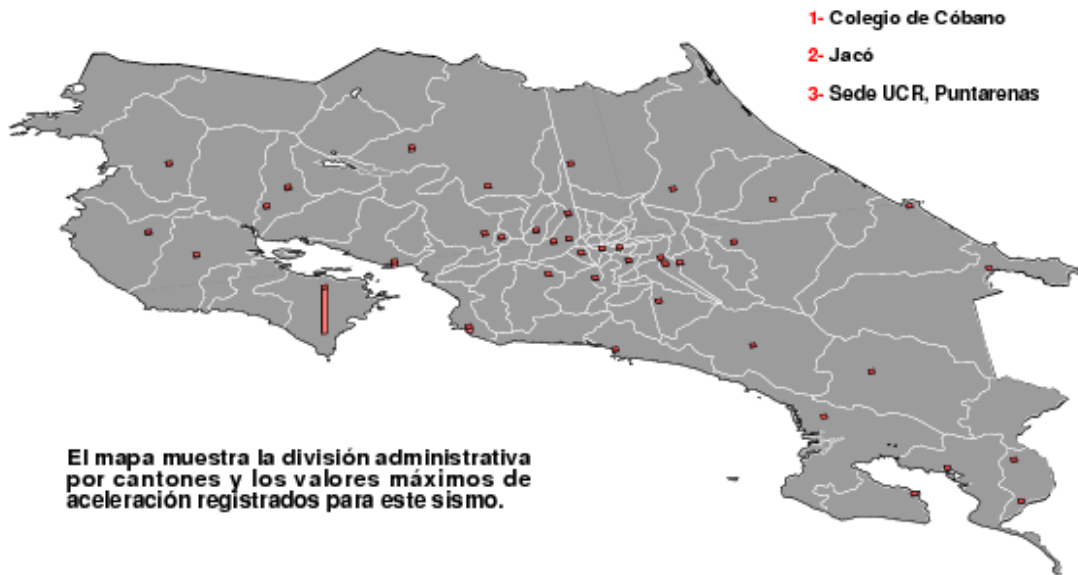 1- Colegio de Cóbano
2- Jacó
3- Sede UCR, Puntarenas
El mapa muestra la división administrativa
por cantones y los valores máximos de
aceleración registrados para este sismo.